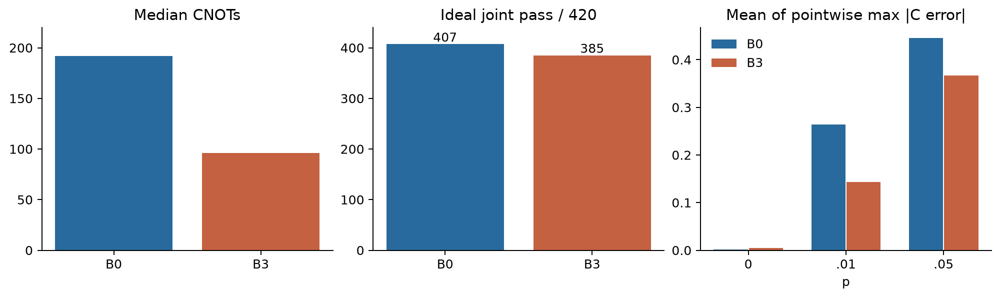 Median CNOTs
200
150
100
50
0
B0
B3
Ideal joint pass / 420
407
385
400
300
200
100
0
B0
B3
Mean of pointwise max |C error|
B0
B3
0.4
0.3
0.2
0.1
0.0
0
.01
.05
p